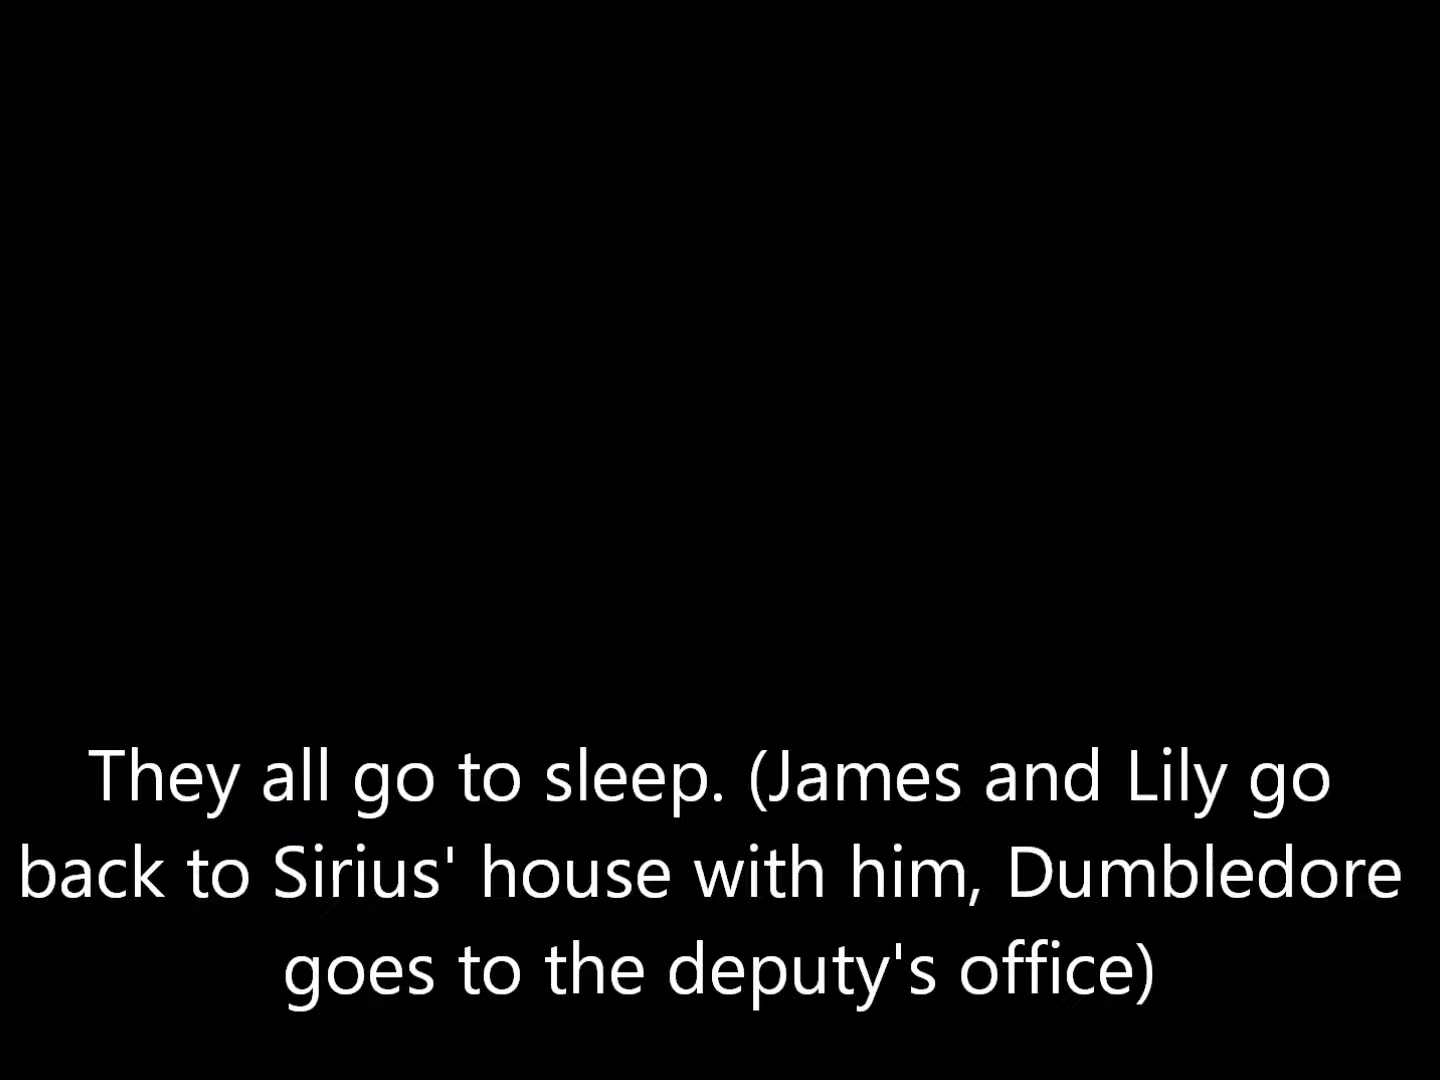 They all go to sleep. (James and Lily go
back to Sirius' house with him, Dumbledore
goes to the deputy's office)